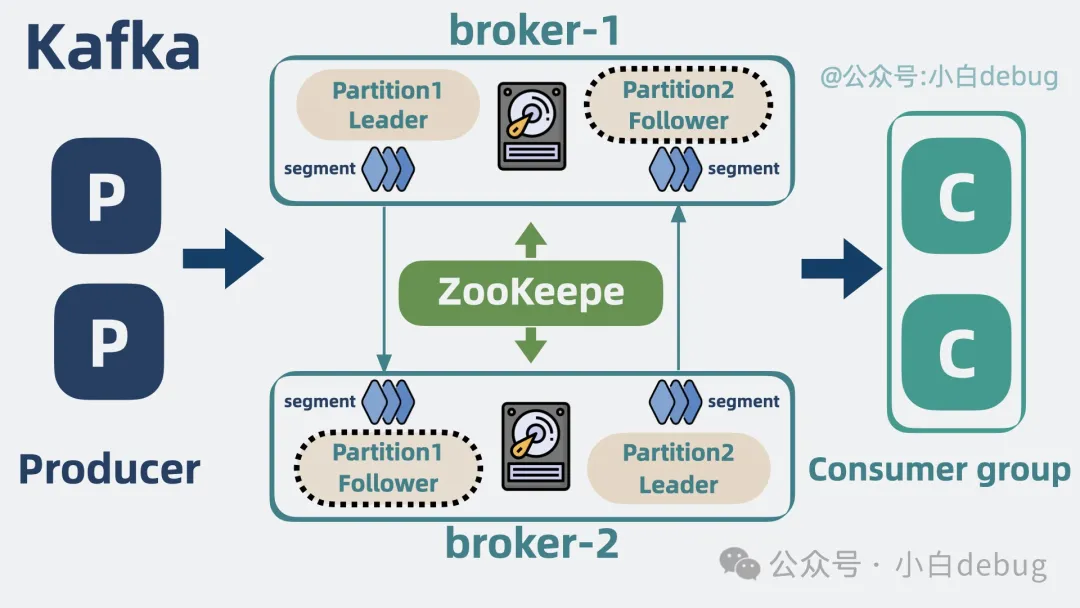 Kafka
broker-1
@公众号:小白debug
Partition1
Leader
Partition2
Follower
segment
segment
P
P
Producer
ZooKeepe
segment
segment
Partition1
Follower
Partition2
Leader
broker-2
C
C
Consumer group
公众号 · 小白debug